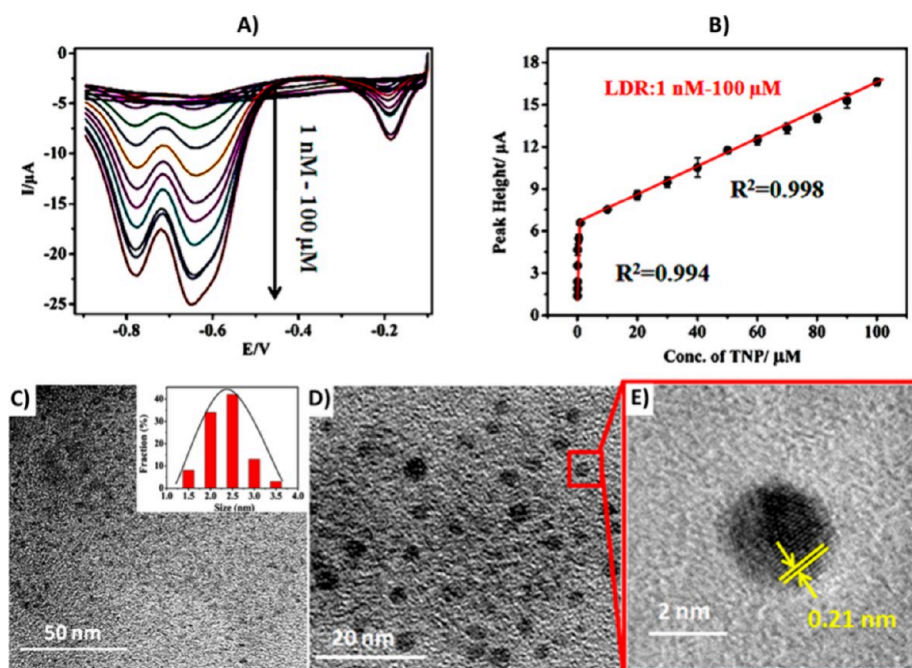 A)
0
-5
-10
-15
-20
-25
I/µA
1 nM - 100 µM
-0.8
-0.6
-0.4
-0.2
E/V
B)
18
15
12
9
6
3
0
Peak Height/ µA
LDR:1 nM-100 µM
R²=0.998
R²=0.994
0
20
40
60
80
100
Conc. of TNP/ µM
C)
40
30
20
10
0
Fraction (%)
1.0 1.5 2.0 2.5 3.0 3.5 4.0
Size (nm)
50 nm
D)
20 nm
E)
0.21 nm
2 nm